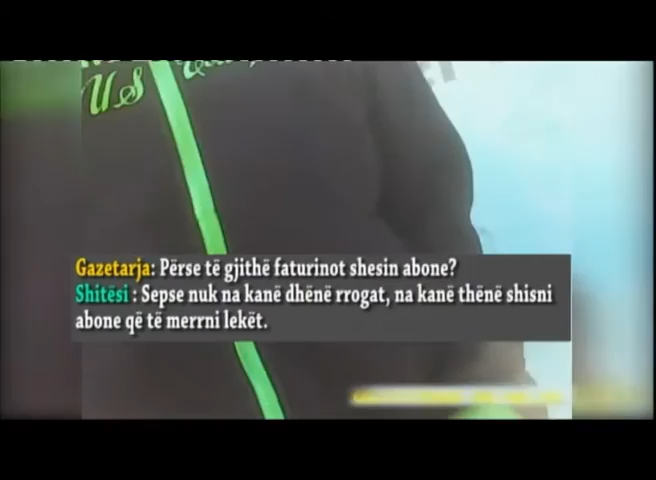 US
Gazetarja: Përse të gjithë faturinot shesin abone?
Shitësi : Sepse nuk na kanë dhënë rrogat, na kanë thënë shisni
abone që të merrni lekët.